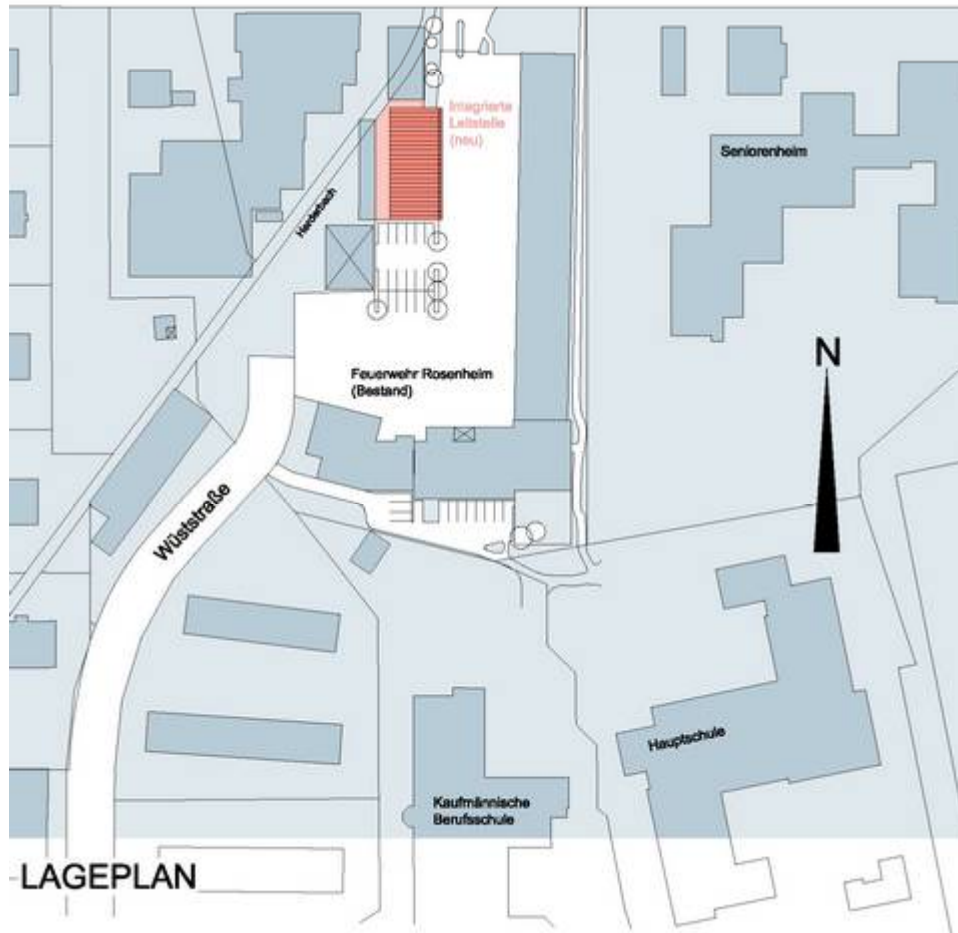 Integrierte
Leitstelle
(neu)
Seniorenheim
Herderbach
N
Feuerwehr Rosenheim
(Bestand)
Wüststraße
Hauptschule
Kaufmännische
Berufsschule
LAGEPLAN